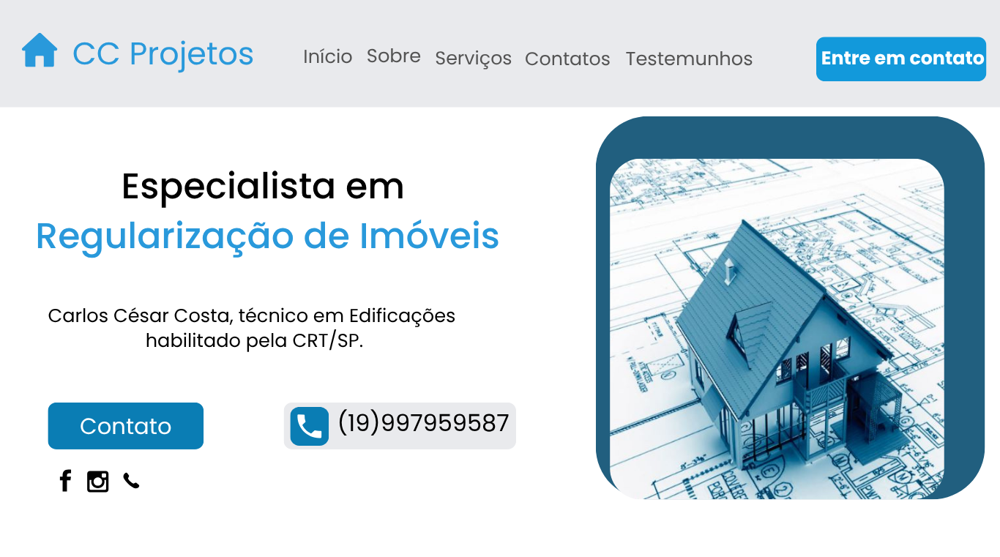 CC Projetos
Início Sobre Serviços Contatos Testemunhos
Entre em contato
Especialista em
Regularização de Imóveis
Carlos César Costa, técnico em Edificações
habilitado pela CRT/SP.
Contato
(19)997959587